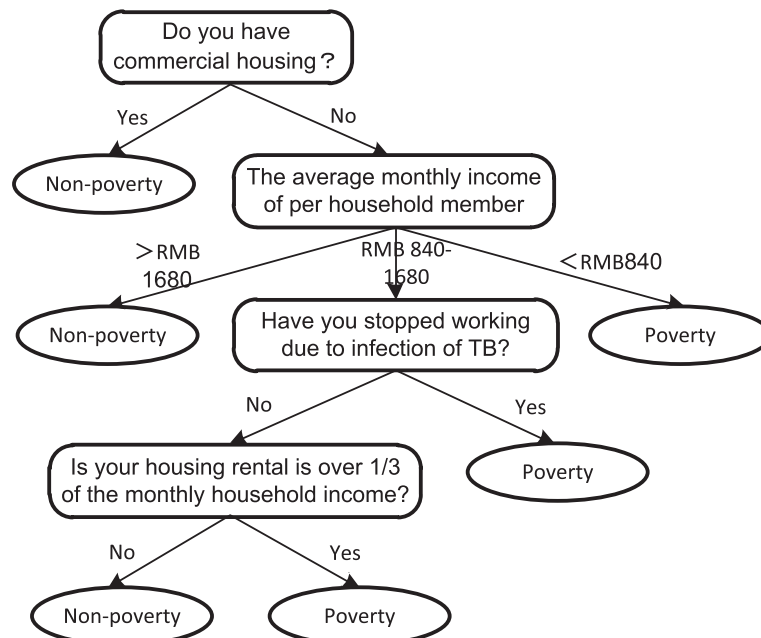 Do you have
commercial housing？
Yes
No
Non-poverty
The average monthly income
of per household member
＞RMB
1680
RMB 840-
1680
＜RMB840
Non-poverty
Have you stopped working
due to infection of TB?
Poverty
No
Yes
Is your housing rental is over 1/3
of the monthly household income?
Poverty
No
Yes
Non-poverty
Poverty